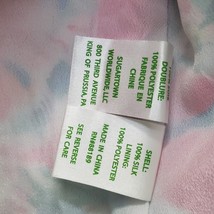 DOUBLURE:
100% POLYESTER
FABRIQUE EN
CHINE
SUGARTOWN
WORLDWIDE, LLC
800 THIRD AVENUE
KING OF PRUSSIA, PA
SHELL:
100% SILK
LINING:
100% POLYESTER
MADE IN CHINA
RN#88189
SEE REVERSE
FOR CARE